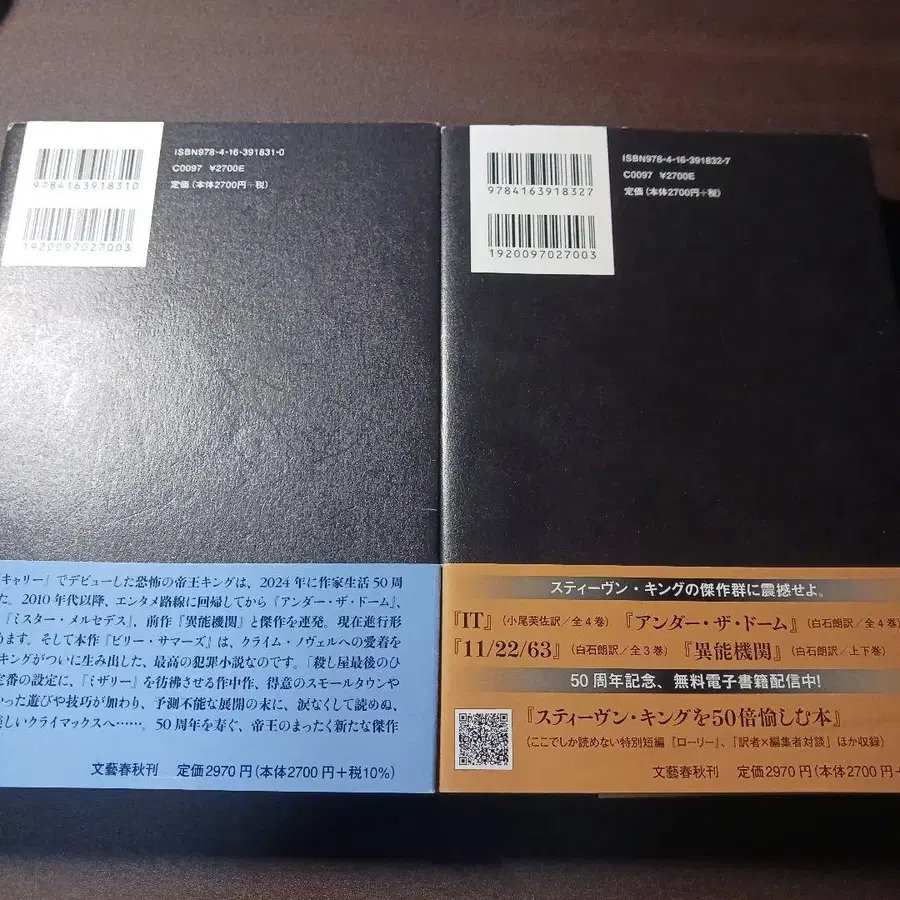 9784163918310
1920097027003
ISBN978-4-16-391831-0
C0097 ¥2700E
定価(本体2700円+税)
キャリー』でデビューした恐怖の帝王キングは、2024年に作家生活50周
た。2010年代以降、エンタメ路線に回帰してから『アンダー・ザ・ドーム』、
『ミスター・メルセデス』、前作『異能機関』と傑作を連発。現在進行形
ます。そして本作『ビリー・サマーズ』は、クライム・ノヴェルへの愛着を
キングがついに生み出した、最高の犯罪小説なのです。「殺し屋最後のひ
定番の設定に、『ミザリー』を彷彿させる作中作、得意のスモールタウンや
った遊びや技巧が加わり、予測不能な展開の末に、涙なくして読めぬ、
美しいクライマックスへ……。50周年を寿ぐ、帝王のまったく新たな傑作
文藝春秋刊 定価2970円(本体2700円+税10%)
9784163918327
1920097027003
ISBN978-4-16-391832-7
C0097 ¥2700E
定価(本体2700円+税)
スティーヴン・キングの傑作群に震撼せよ。
『IT』(小尾芙佐訳/全4巻) 『アンダー・ザ・ドーム』(白石朗訳/全4巻)
『11/22/63』(白石朗訳/全3巻) 『異能機関』(白石朗訳/上下巻)
50周年記念、無料電子書籍配信中!
『スティーヴン・キングを50倍愉しむ本』
(ここでしか読めない特別短編『ローリー』、「訳者×編集者対談」ほか収録)
文藝春秋刊 定価2970円(本体2700円+